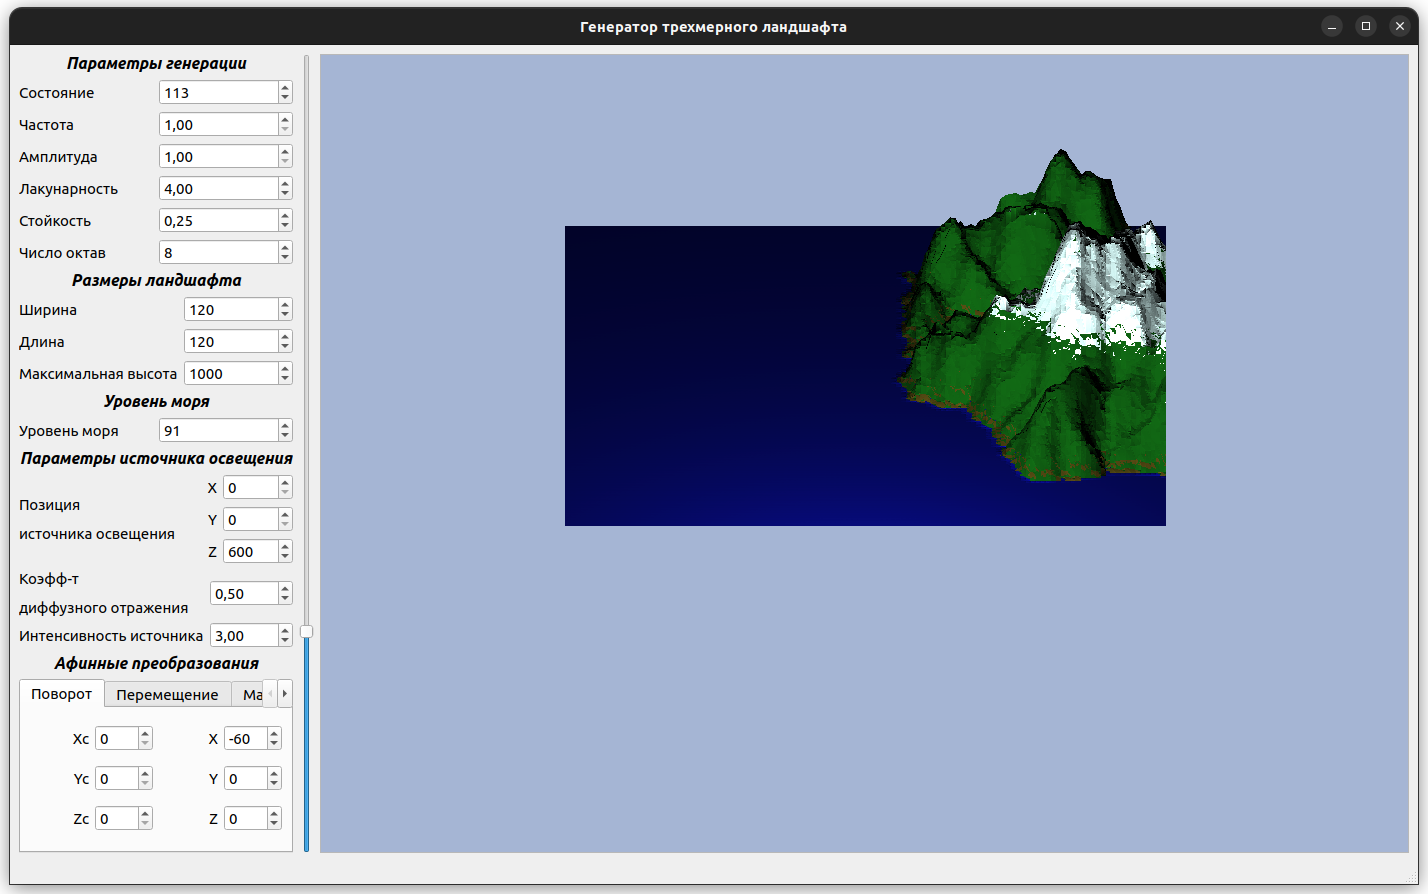 Генератор трехмерного ландшафта
Параметры генерации
Состояние 113
Частота 1,00
Амплитуда 1,00
Лакунарность 4,00
Стойкость 0,25
Число октав 8
Размеры ландшафта
Ширина 120
Длина 120
Максимальная высота 1000
Уровень моря
Уровень моря 91
Параметры источника освещения
Позиция
источника освещения
X 0
Y 0
Z 600
Коэфф-т
диффузного отражения
0,50
Интенсивность источника 3,00
Афинные преобразования
Поворот Перемещение Ма
Xc 0 X -60
Yc 0 Y 0
Zc 0 Z 0